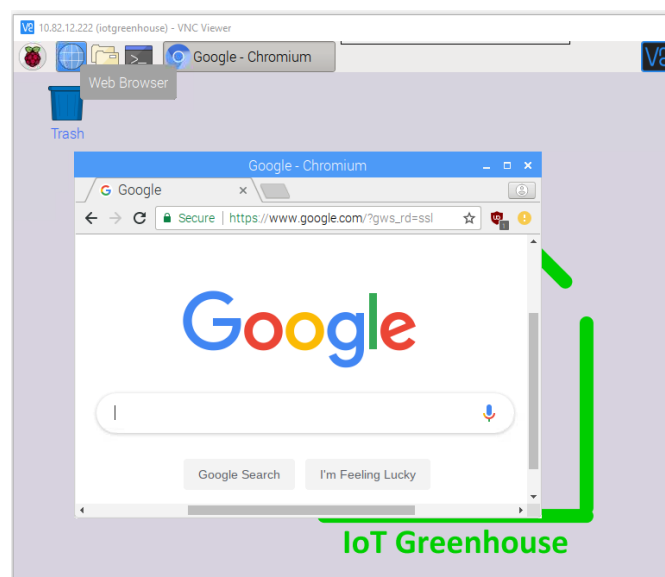 10.82.12.222 (iotgreenhouse) - VNC Viewer
Google - Chromium
Web Browser
Trash
Google - Chromium
Google
Secure | https://www.google.com/?gws_rd=ssl
1
Google
Google Search
I'm Feeling Lucky
IoT Greenhouse